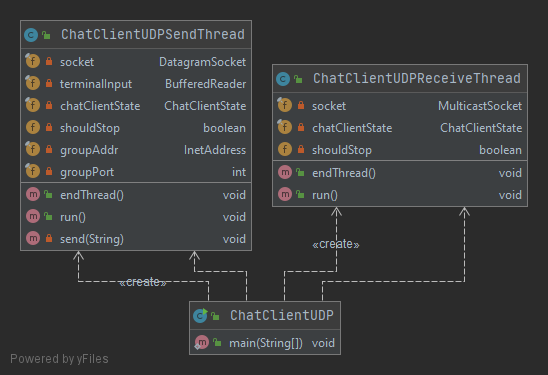 ChatClientUDPSendThread
socket DatagramSocket
terminalInput BufferedReader
chatClientState ChatClientState
shouldStop boolean
groupAddr InetAddress
groupPort int
endThread() void
run() void
send(String) void
ChatClientUDPReceiveThread
socket MulticastSocket
chatClientState ChatClientState
shouldStop boolean
endThread() void
run() void
«create»
«create»
ChatClientUDP
main(String[]) void
Powered by yFiles